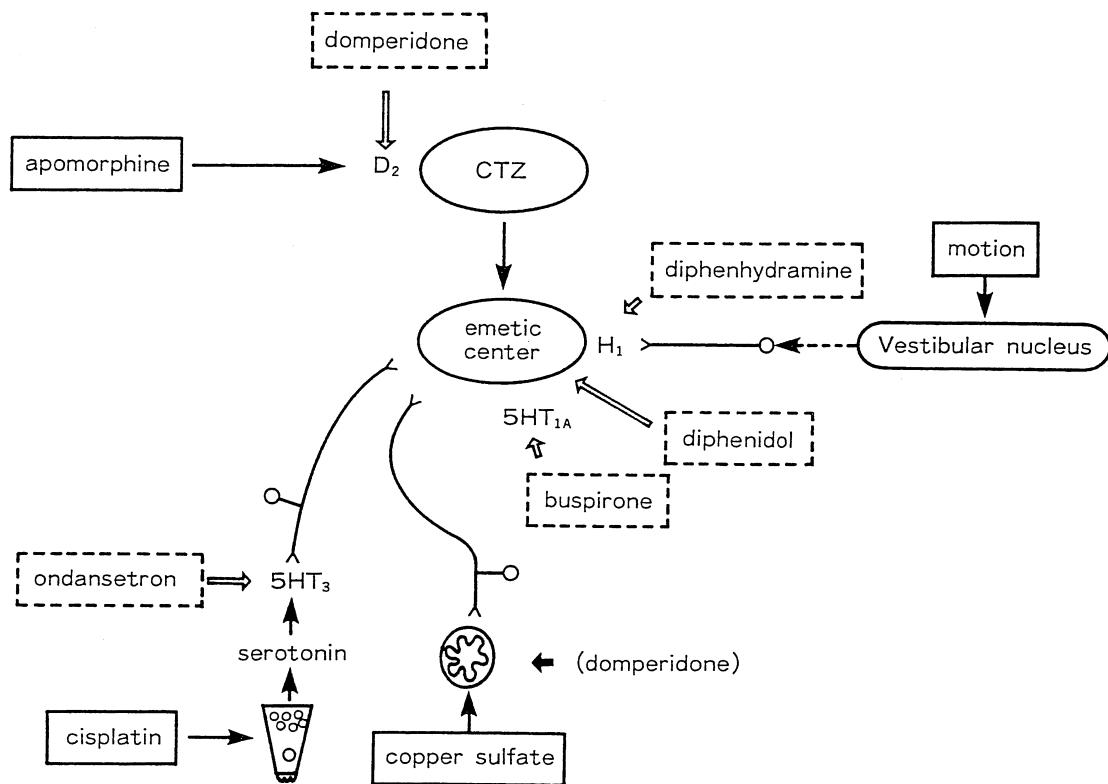 domperidone
apomorphine
D₂
CTZ
diphenhydramine
motion
emetic
center
H₁
Vestibular nucleus
5HT₁A
diphenidol
buspirone
ondansetron
5HT₃
serotonin
(domperidone)
cisplatin
copper sulfate